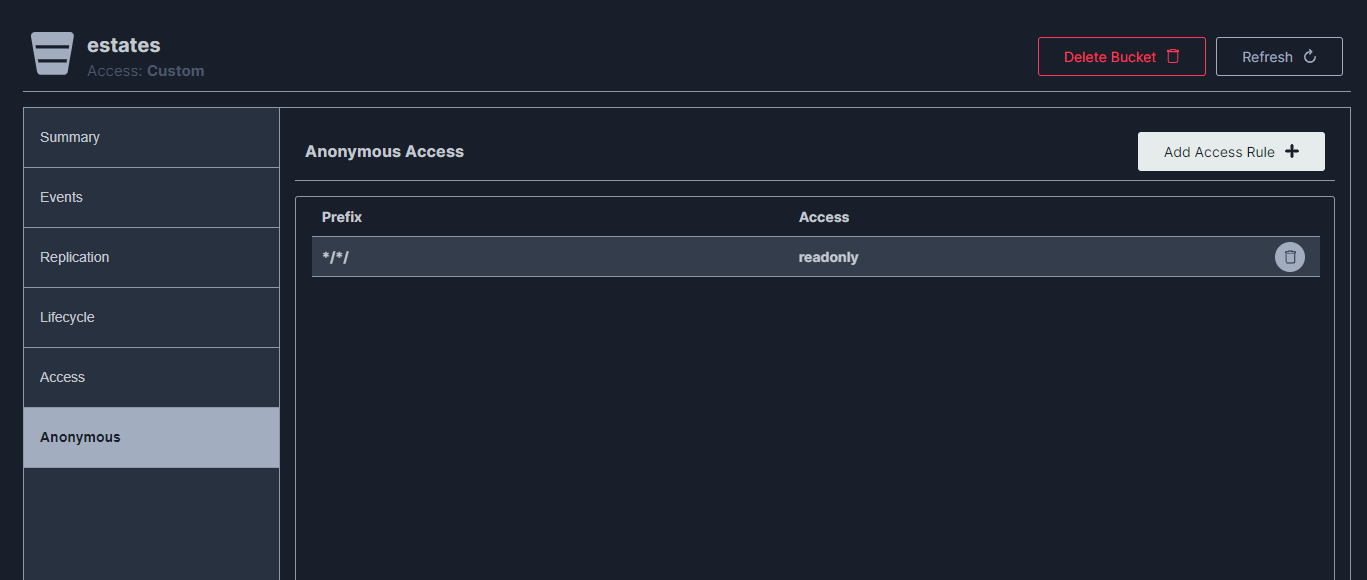 estates
Access: Custom
Delete Bucket
Refresh
Summary
Events
Replication
Lifecycle
Access
Anonymous
Anonymous Access
Add Access Rule
Prefix Access
*/*/ readonly